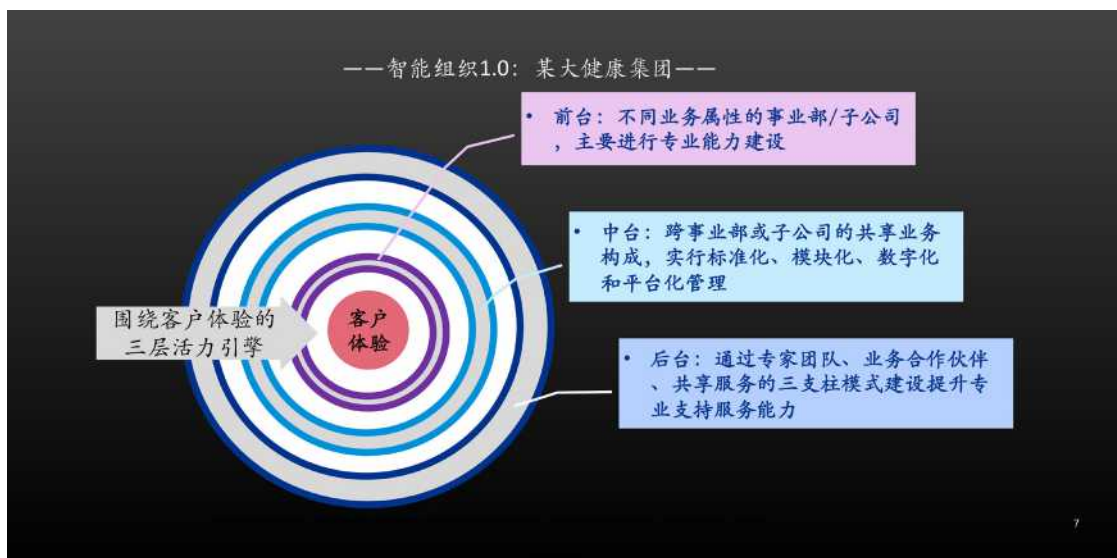 ——智能组织1.0：某大健康集团——
• 前台：不同业务属性的事业部/子公司
，主要进行专业能力建设
• 中台：跨事业部或子公司的共享业务
构成，实行标准化、模块化、数字化
和平台化管理
围绕客户体验的
三层活力引擎
客户
体验
• 后台：通过专家团队、业务合作伙伴
、共享服务的三支柱模式建设提升专
业支持服务能力
7